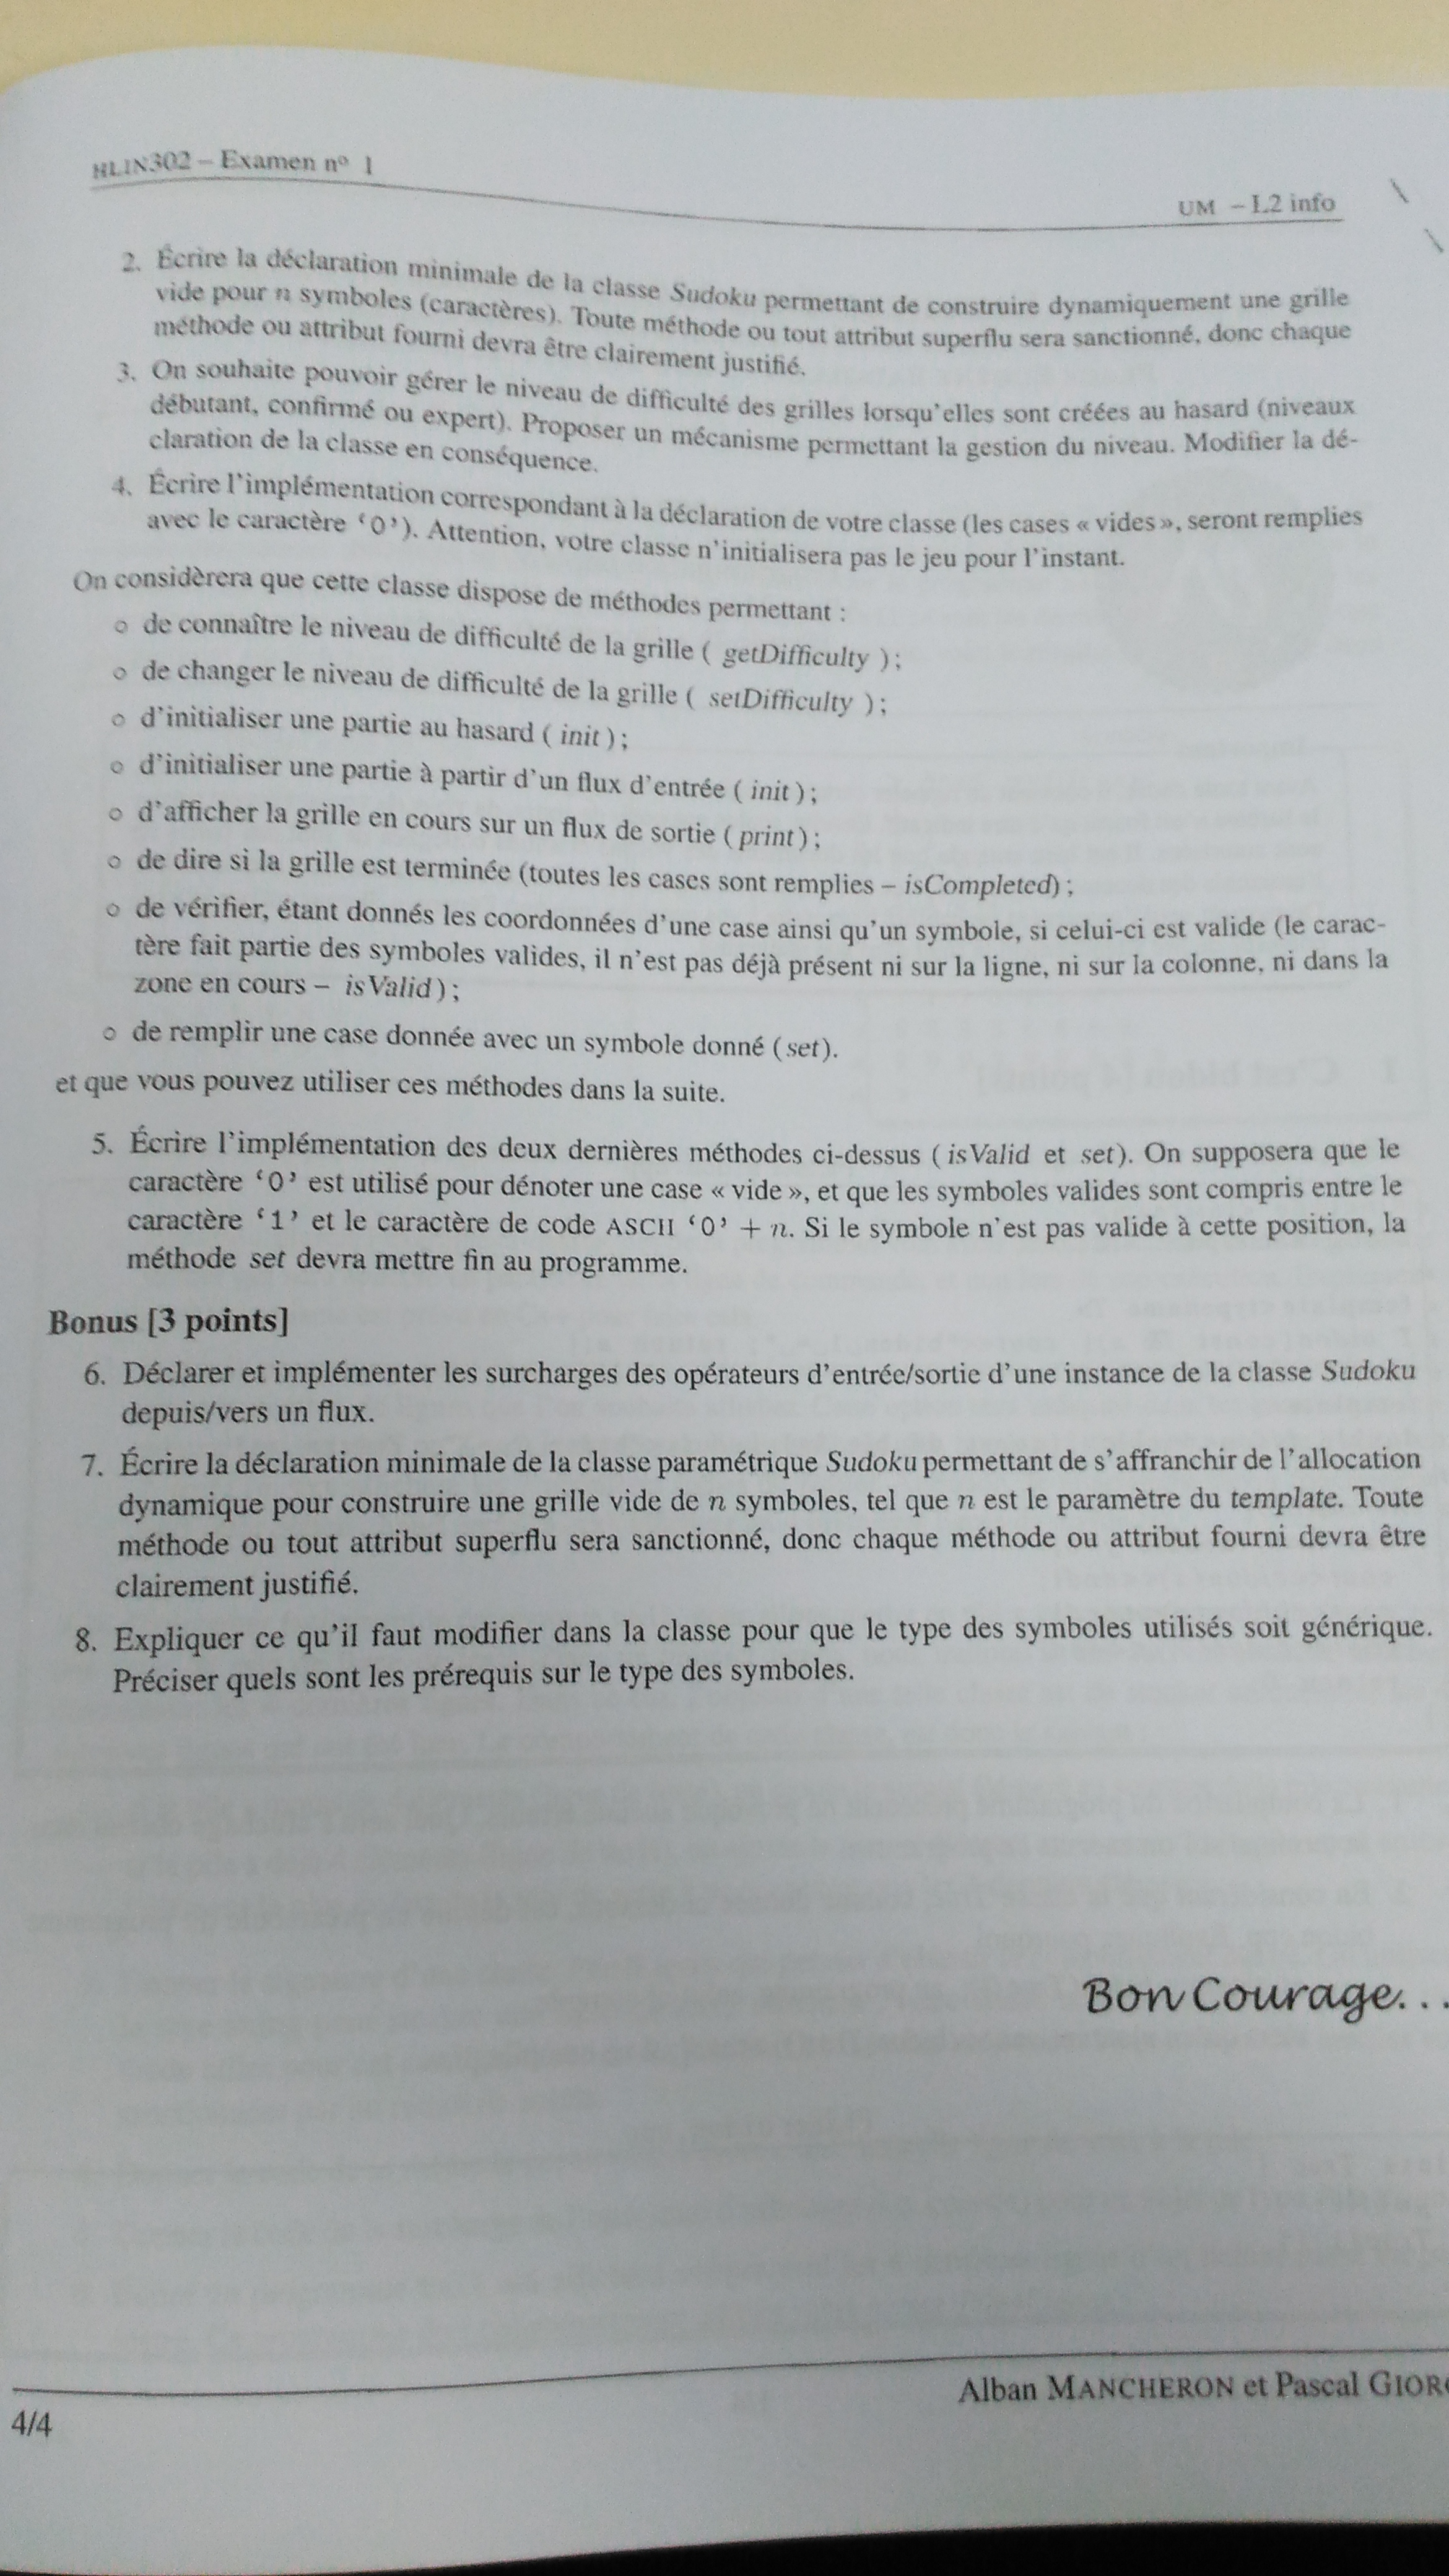 HLIN302 – Examen nº 1
UM – L2 info
2. Écrire la déclaration minimale de la classe Sudoku permettant de construire dynamiquement une grille
vide pour n symboles (caractères). Toute méthode ou tout attribut superflu sera sanctionné, donc chaque
méthode ou attribut fourni devra être clairement justifié.
3. On souhaite pouvoir gérer le niveau de difficulté des grilles lorsqu'elles sont créées au hasard (niveaux
débutant, confirmé ou expert). Proposer un mécanisme permettant la gestion du niveau. Modifier la dé-
claration de la classe en conséquence.
4. Écrire l'implémentation correspondant à la déclaration de votre classe (les cases « vides », seront remplies
avec le caractère ‘0’). Attention, votre classe n'initialisera pas le jeu pour l'instant.
On considèrera que cette classe dispose de méthodes permettant :
○ de connaître le niveau de difficulté de la grille ( getDifficulty ) ;
○ de changer le niveau de difficulté de la grille ( setDifficulty ) ;
○ d'initialiser une partie au hasard ( init ) ;
○ d'initialiser une partie à partir d'un flux d'entrée ( init ) ;
○ d'afficher la grille en cours sur un flux de sortie ( print ) ;
○ de dire si la grille est terminée (toutes les cases sont remplies – isCompleted) ;
○ de vérifier, étant donnés les coordonnées d'une case ainsi qu'un symbole, si celui-ci est valide (le carac-
tère fait partie des symboles valides, il n'est pas déjà présent ni sur la ligne, ni sur la colonne, ni dans la
zone en cours – isValid ) ;
○ de remplir une case donnée avec un symbole donné ( set ).
et que vous pouvez utiliser ces méthodes dans la suite.
5. Écrire l'implémentation des deux dernières méthodes ci-dessus ( isValid et set). On supposera que le
caractère ‘0’ est utilisé pour dénoter une case « vide », et que les symboles valides sont compris entre le
caractère ‘1’ et le caractère de code ASCII ‘0’ + n. Si le symbole n'est pas valide à cette position, la
méthode set devra mettre fin au programme.
Bonus [3 points]
6. Déclarer et implémenter les surcharges des opérateurs d'entrée/sortie d'une instance de la classe Sudoku
depuis/vers un flux.
7. Écrire la déclaration minimale de la classe paramétrique Sudoku permettant de s'affranchir de l'allocation
dynamique pour construire une grille vide de n symboles, tel que n est le paramètre du template. Toute
méthode ou tout attribut superflu sera sanctionné, donc chaque méthode ou attribut fourni devra être
clairement justifié.
8. Expliquer ce qu'il faut modifier dans la classe pour que le type des symboles utilisés soit générique.
Préciser quels sont les prérequis sur le type des symboles.
Bon Courage. . .
Alban MANCHERON et Pascal
4/4